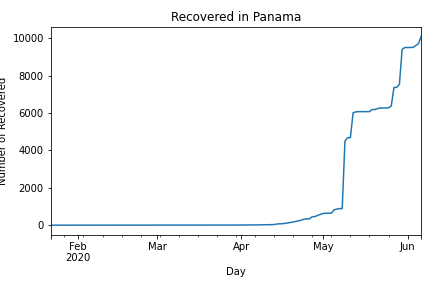 Recovered in Panama
Number of Recovered
10000
8000
6000
4000
2000
0
Feb
2020
Mar
Apr
May
Jun
Day